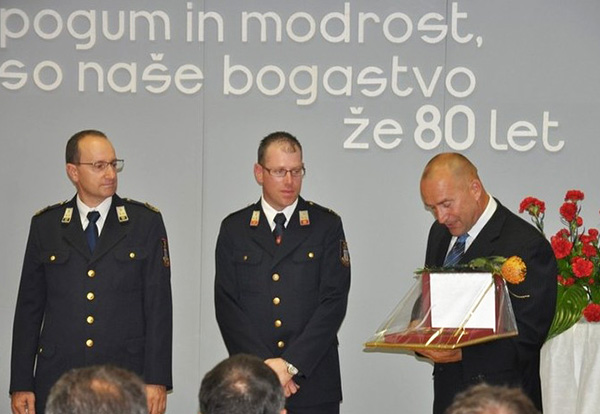 pogum in modrost,
so naše bogastvo
že 80 let